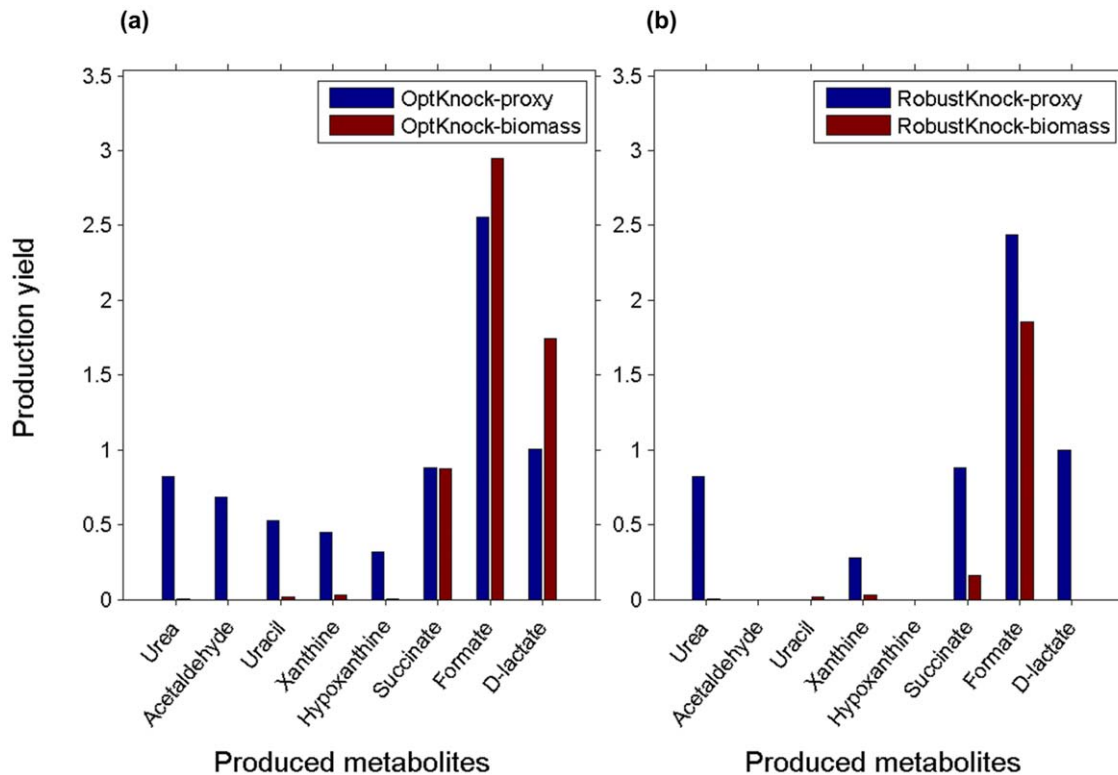 (a)
(b)
3.5
3
2.5
2
1.5
1
0.5
0
OptKnock-proxy
OptKnock-biomass
Production yield
Urea
Acetaldehyde
Uracil
Xanthine
Hypoxanthine
Succinate
Formate
D-lactate
Produced metabolites
3.5
3
2.5
2
1.5
1
0.5
0
RobustKnock-proxy
RobustKnock-biomass
Urea
Acetaldehyde
Uracil
Xanthine
Hypoxanthine
Succinate
Formate
D-lactate
Produced metabolites